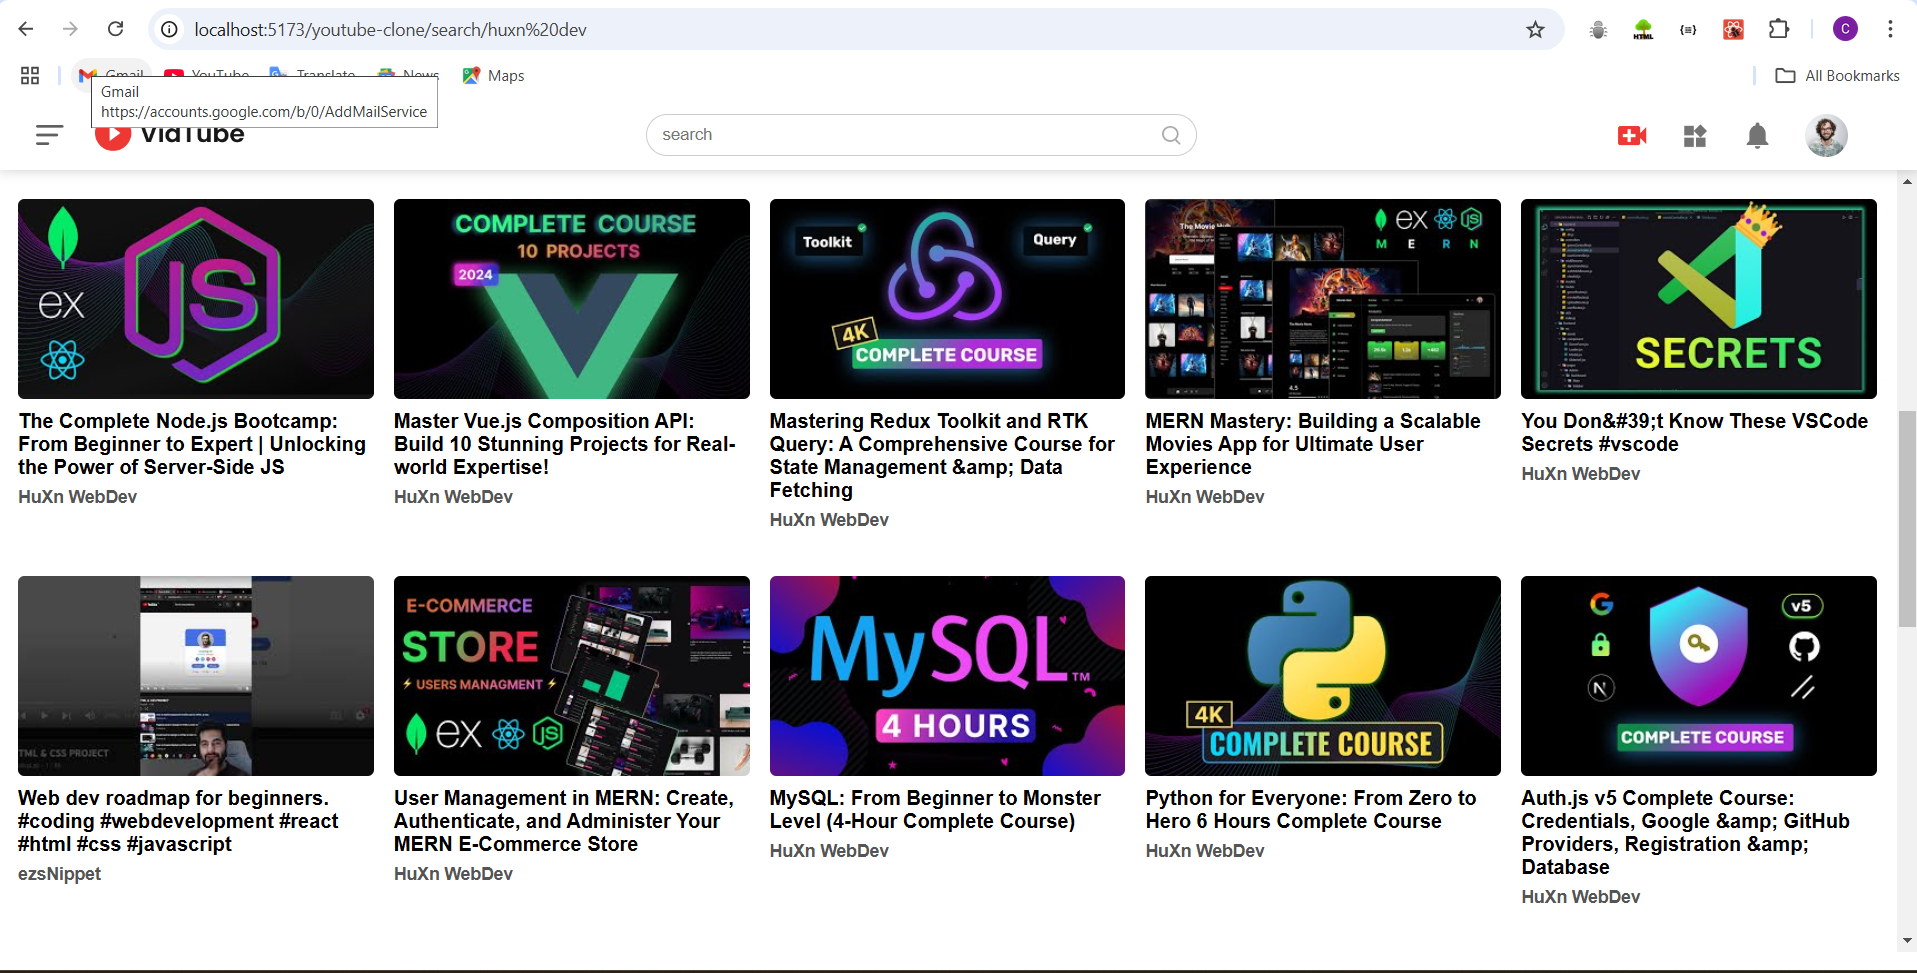 localhost:5173/youtube-clone/search/huxn%20dev
HTML
C
Gmail
YouTube
Translate
News
Maps
All Bookmarks
Gmail
https://accounts.google.com/b/0/AddMailService
VidTube
search
ex
JS
COMPLETE COURSE
10 PROJECTS
2024
Toolkit
Query
4K
COMPLETE COURSE
The Movie Hub
EX
M E R N
4.5
SECRETS
The Complete Node.js Bootcamp:
From Beginner to Expert | Unlocking
the Power of Server-Side JS
HuXn WebDev
Master Vue.js Composition API:
Build 10 Stunning Projects for Real-
world Expertise!
HuXn WebDev
Mastering Redux Toolkit and RTK
Query: A Comprehensive Course for
State Management &amp; Data
Fetching
HuXn WebDev
MERN Mastery: Building a Scalable
Movies App for Ultimate User
Experience
HuXn WebDev
You Don&#39;t Know These VSCode
Secrets #vscode
HuXn WebDev
TML & CSS PROJECT
E-COMMERCE
STORE
USERS MANAGMENT
EX
MySQL™
4 HOURS
4K
COMPLETE COURSE
v5
N
COMPLETE COURSE
Web dev roadmap for beginners.
#coding #webdevelopment #react
#html #css #javascript
ezsNippet
User Management in MERN: Create,
Authenticate, and Administer Your
MERN E-Commerce Store
HuXn WebDev
MySQL: From Beginner to Monster
Level (4-Hour Complete Course)
HuXn WebDev
Python for Everyone: From Zero to
Hero 6 Hours Complete Course
HuXn WebDev
Auth.js v5 Complete Course:
Credentials, Google &amp; GitHub
Providers, Registration &amp;
Database
HuXn WebDev